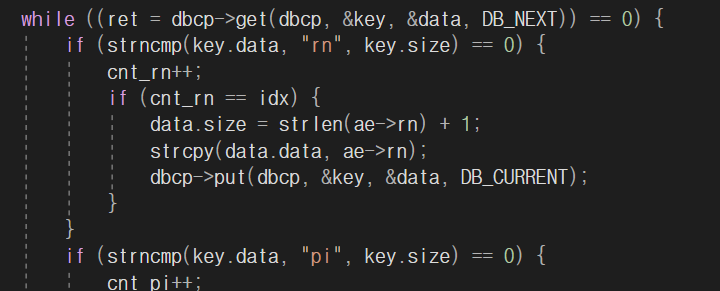 while ((ret = dbcp->get(dbcp, &key, &data, DB_NEXT)) == 0) {
if (strncmp(key.data, "rn", key.size) == 0) {
cnt_rn++;
if (cnt_rn == idx) {
data.size = strlen(ae->rn) + 1;
strcpy(data.data, ae->rn);
dbcp->put(dbcp, &key, &data, DB_CURRENT);
}
}
if (strncmp(key.data, "pi", key.size) == 0) {
cnt_pi++;